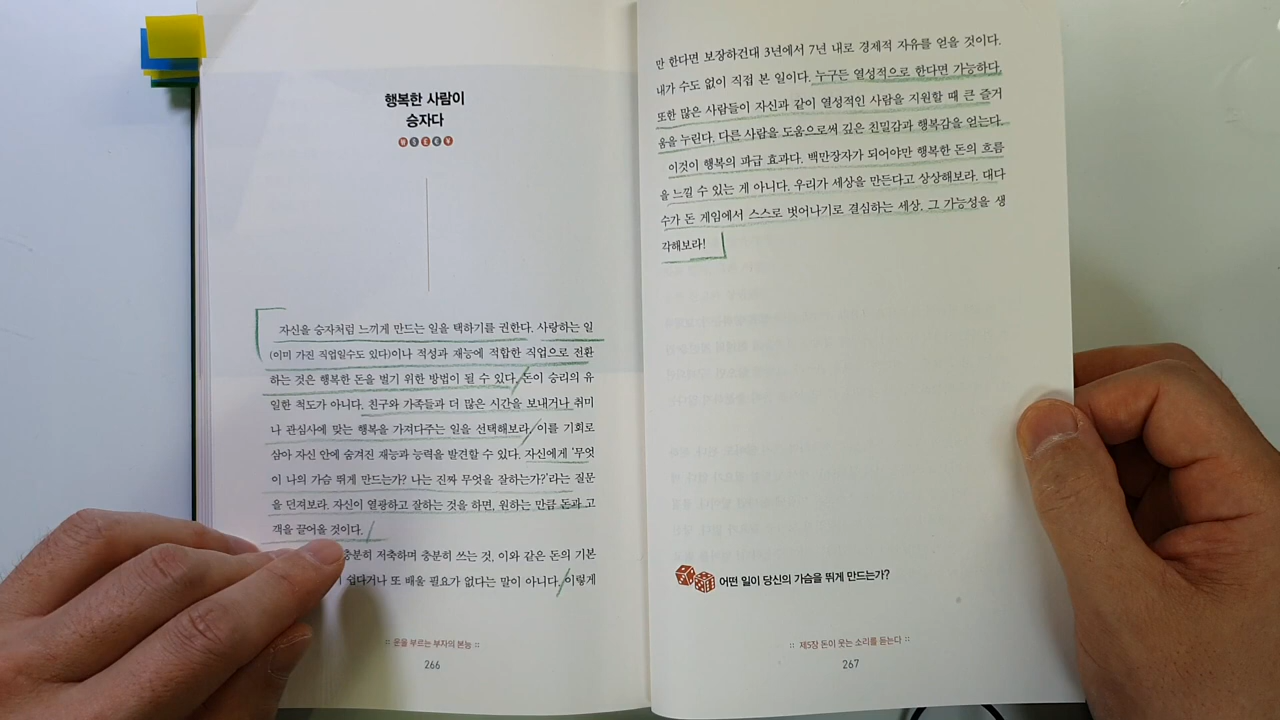 행복한 사람이
승자다
W S E E K
자신을 승자처럼 느끼게 만드는 일을 택하기를 권한다. 사랑하는 일
(이미 가진 직업일수도 있다)이나 적성과 재능에 적합한 직업으로 전환
하는 것은 행복한 돈을 벌기 위한 방법이 될 수 있다. 돈이 승리의 유
일한 척도가 아니다. 친구와 가족들과 더 많은 시간을 보내거나 취미
나 관심사에 맞는 행복을 가져다주는 일을 선택해보라. 이를 기회로
삼아 자신 안에 숨겨진 재능과 능력을 발견할 수 있다. 자신에게 '무엇
이 나의 가슴 뛰게 만드는가? 나는 진짜 무엇을 잘하는가?'라는 질문
을 던져보라. 자신이 열광하고 잘하는 것을 하면, 원하는 만큼 돈과 고
객을 끌어올 것이다.
충분히 저축하며 충분히 쓰는 것, 이와 같은 돈의 기본
쉽다거나 또 배울 필요가 없다는 말이 아니다. 이렇게
:: 돈을 부르는 부자의 본능 ::
266
만 한다면 보장하건대 3년에서 7년 내로 경제적 자유를 얻을 것이다.
내가 수도 없이 직접 본 일이다. 누구든 열성적으로 한다면 가능하다.
또한 많은 사람들이 자신과 같이 열성적인 사람을 지원할 때 큰 즐거
움을 누린다. 다른 사람을 도움으로써 깊은 친밀감과 행복감을 얻는다.
이것이 행복의 파급 효과다. 백만장자가 되어야만 행복한 돈의 흐름
을 느낄 수 있는 게 아니다. 우리가 세상을 만든다고 상상해보라. 대다
수가 돈 게임에서 스스로 벗어나기로 결심하는 세상. 그 가능성을 생
각해보라!
어떤 일이 당신의 가슴을 뛰게 만드는가?
:: 제5장 돈이 웃는 소리를 듣는다 ::
267